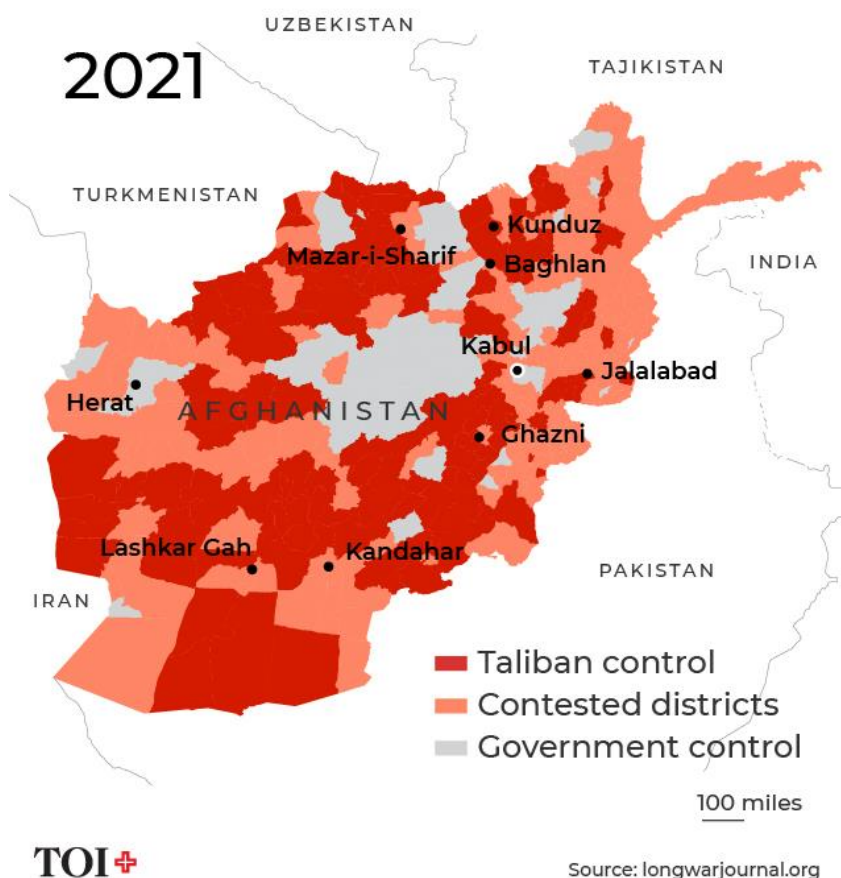 UZBEKISTAN
2021
TAJIKISTAN
TURKMENISTAN
Kunduz
Mazar-i-Sharif
Baghlan
INDIA
Kabul
Jalalabad
Herat
AFGHANISTAN
Ghazni
Lashkar Gah
Kandahar
PAKISTAN
IRAN
Taliban control
Contested districts
Government control
100 miles
TOI+
Source: longwarjournal.org